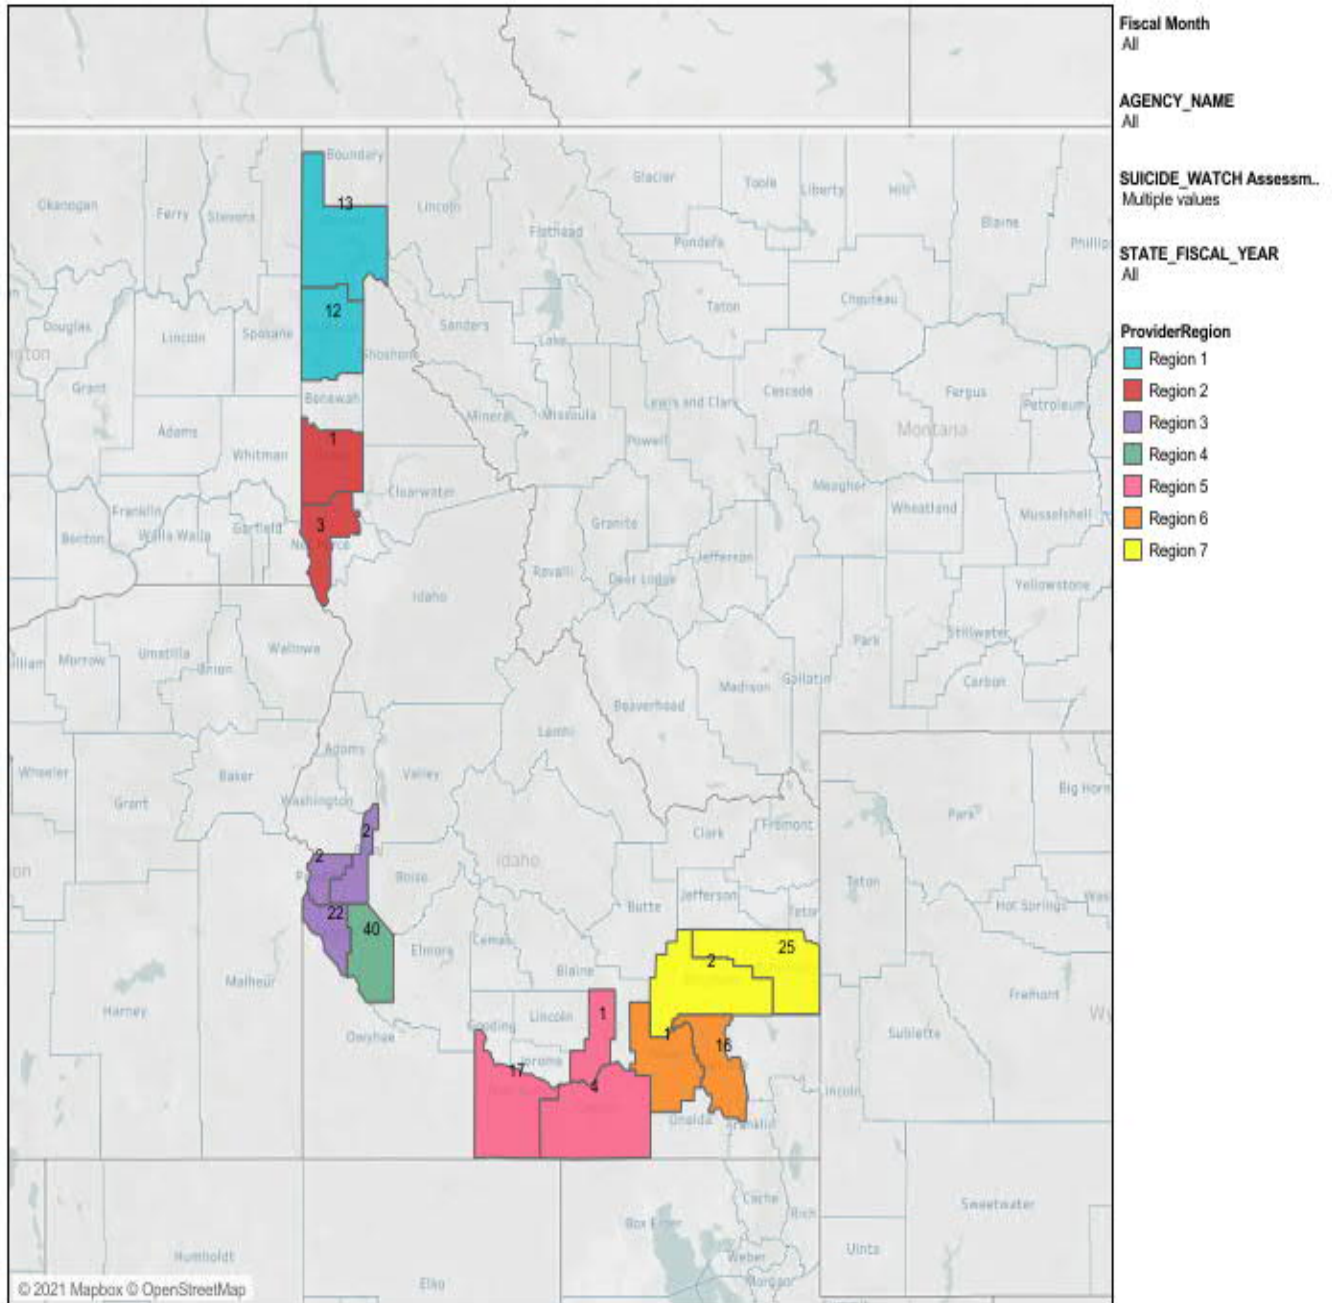 Fiscal Month
All
AGENCY_NAME
All
SUICIDE_WATCH Assessm..
Multiple values
STATE_FISCAL_YEAR
All
ProviderRegion
Region 1
Region 2
Region 3
Region 4
Region 5
Region 6
Region 7
Boundary
13
Okanogan
Ferry
Stevens
Lincoln
Flathead
Glacier
Toole
Liberty
Hill
Blaine
Pondera
Douglas
Lincoln
Spokane
12
Shoshone
Sanders
Lake
Teton
Chouteau
Grant
Benewah
Adams
Whitman
1
Mineral
Missoula
Lewis and Clark
Cascade
Fergus
Petroleum
Powell
Montana
Clearwater
Meagher
Wheatland
Musselshell
Franklin
Benton
Walla Walla
Garfield
3
Granite
Jefferson
Ravalli
Deer Lodge
Idaho
Yellowstone
Stillwater
Park
Carbon
Morrow
Umatilla
Union
Wallowa
Madison
Gallatin
Beaverhead
Lemhi
Adams
Valley
Wheeler
Grant
Baker
Washington
Park
Big Horn
Clark
Fremont
2
2
Boise
Idaho
Teton
Jefferson
Butte
Hot Springs
22
40
Elmore
Camas
Blaine
2
25
Malheur
Harney
Owyhee
Gooding
Lincoln
1
Jerome
17
4
1
16
Fremont
Sublette
Lincoln
Oneida
Franklin
Cache
Rich
Sweetwater
Box Elder
Weber
Morgan
Uinta
Humboldt
Elko
© 2021 Mapbox © OpenStreetMap